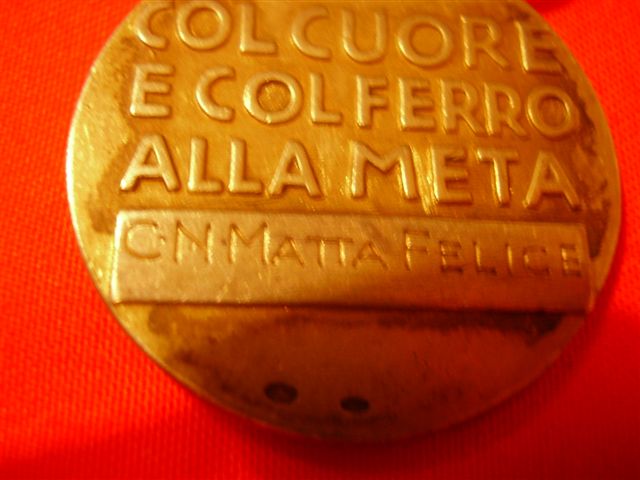 COL CUORE
E COL FERRO
ALLA META
C·N·MATTA FELICE